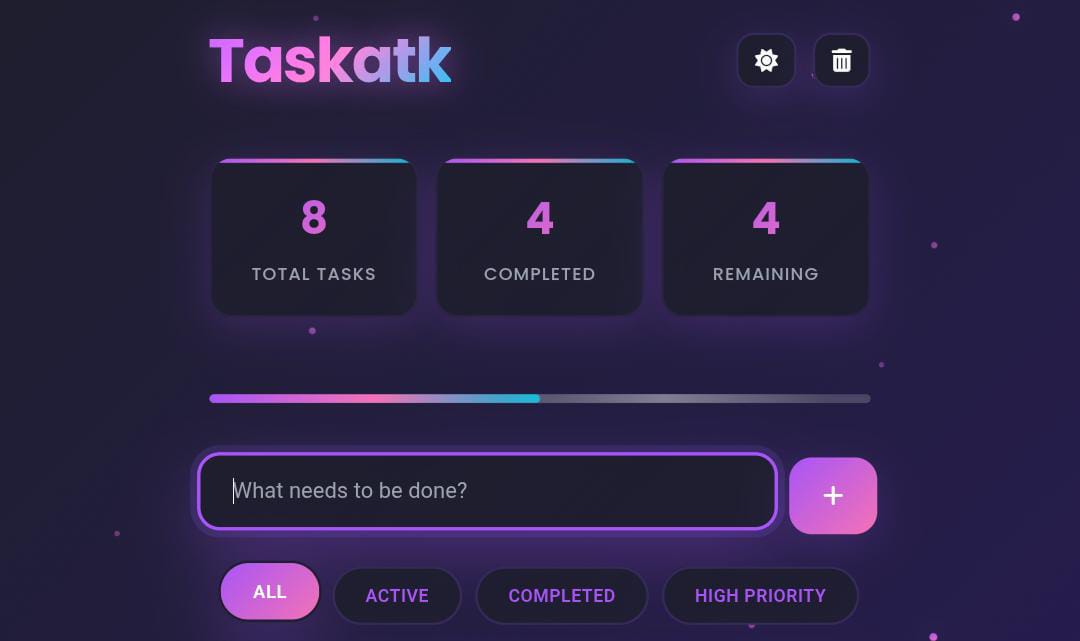 Taskatk
8
4
4
TOTAL TASKS
COMPLETED
REMAINING
What needs to be done?
+
ALL
ACTIVE
COMPLETED
HIGH PRIORITY